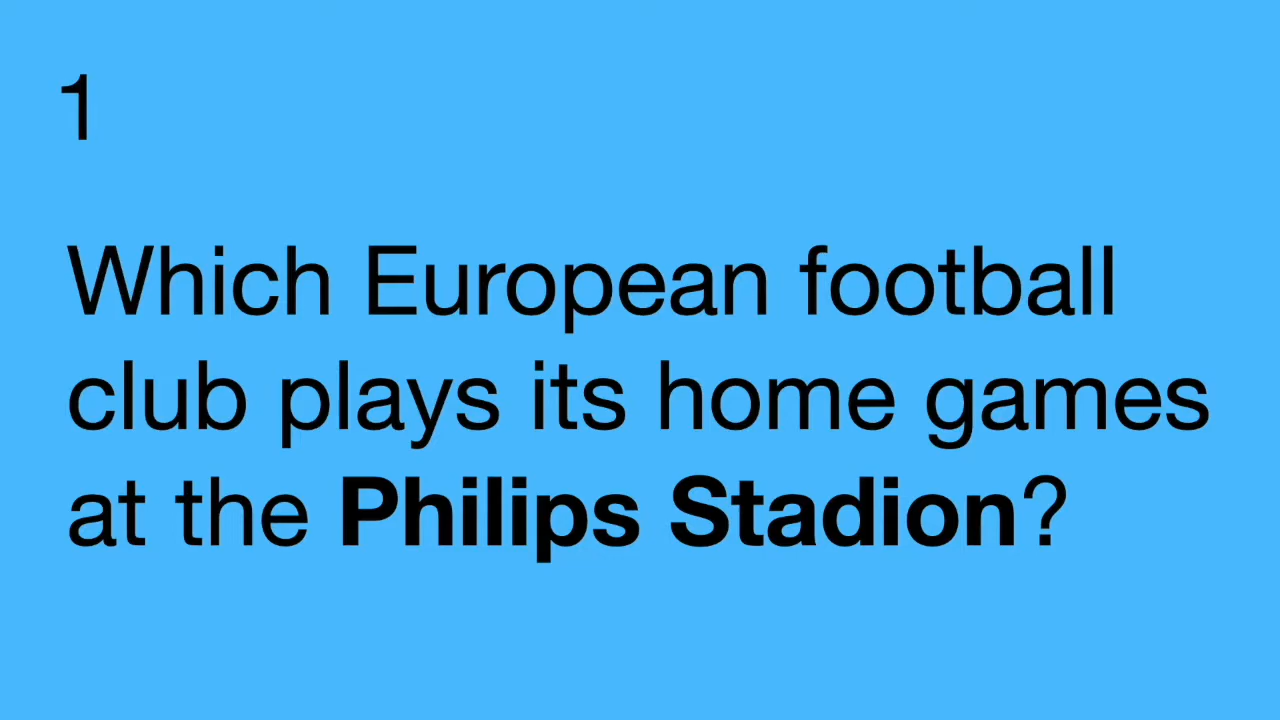 1
Which European football
club plays its home games
at the Philips Stadion?